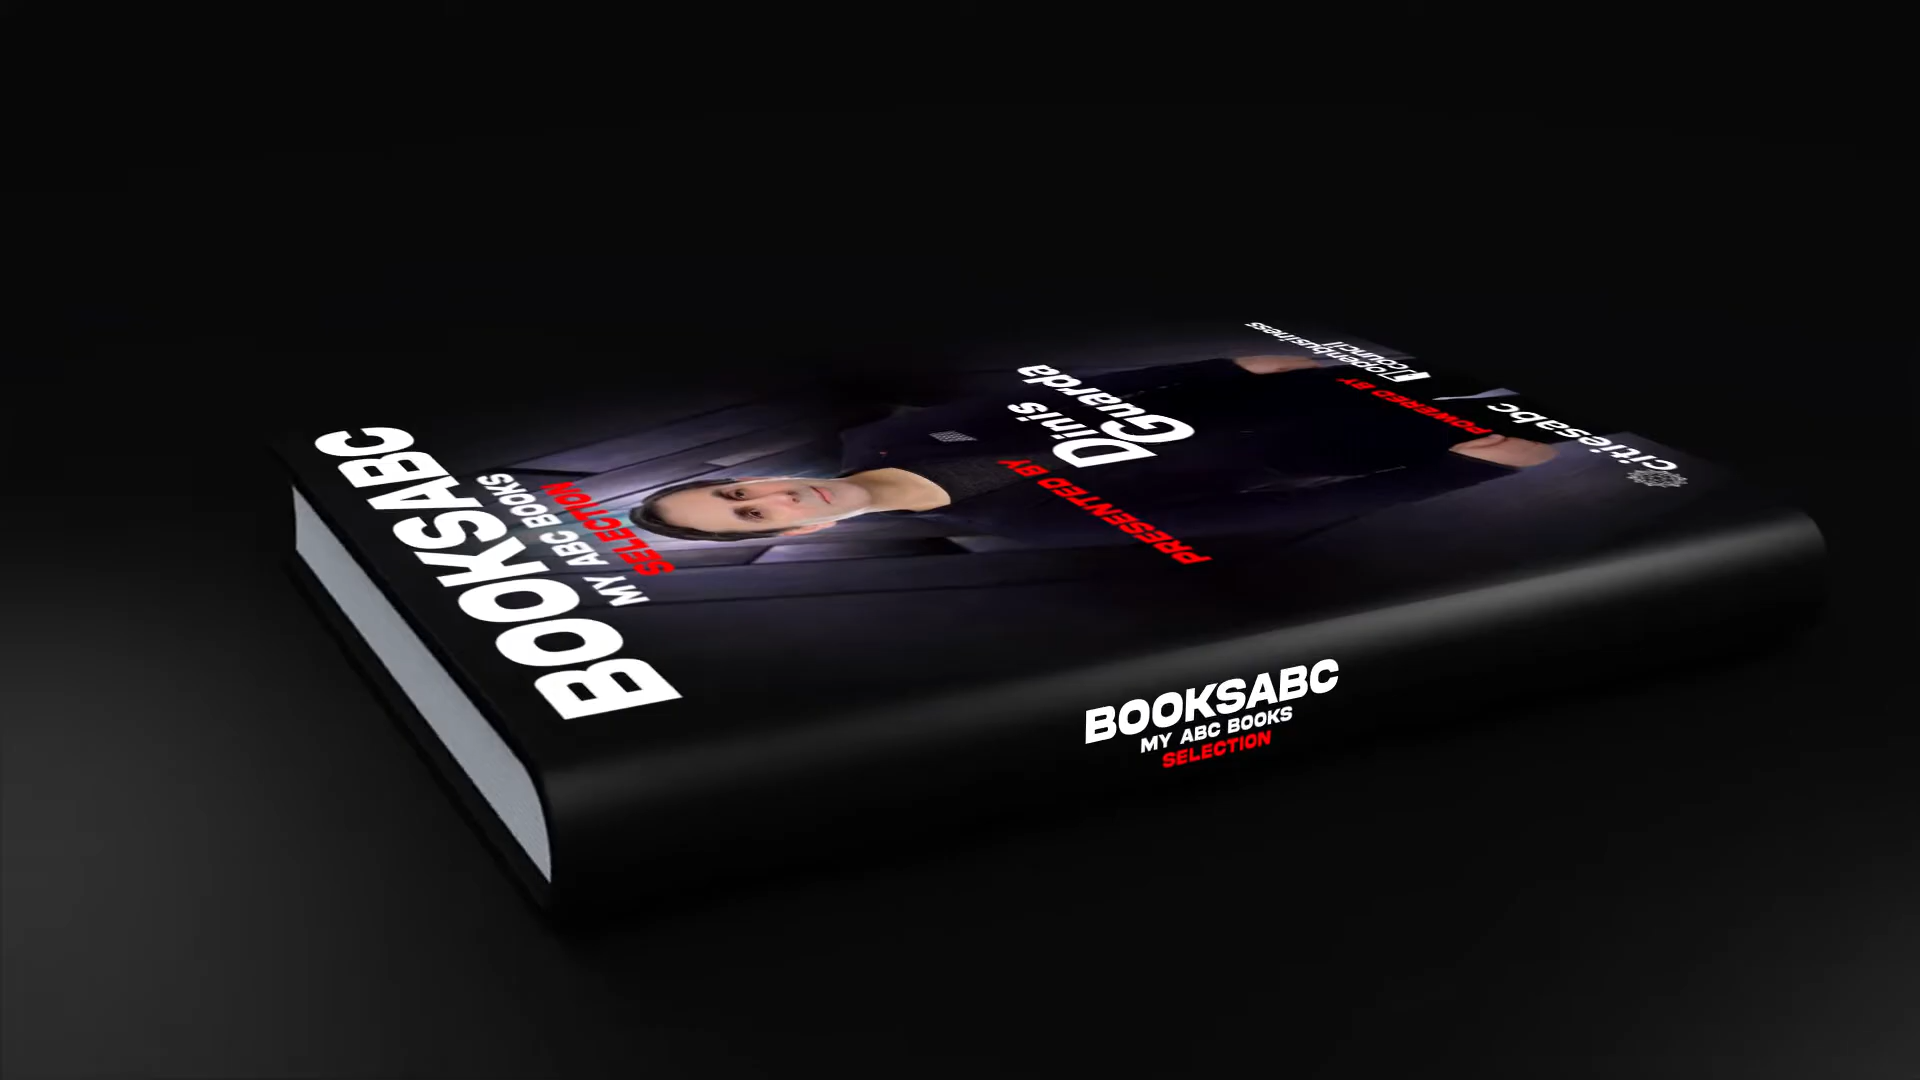 BOOKSABC
MY ABC BOOKS
SELECTION
PRESENTED BY
Dinis
Guarda
POWERED BY
citiesabc
openbusiness
council
BOOKSABC
MY ABC BOOKS
SELECTION